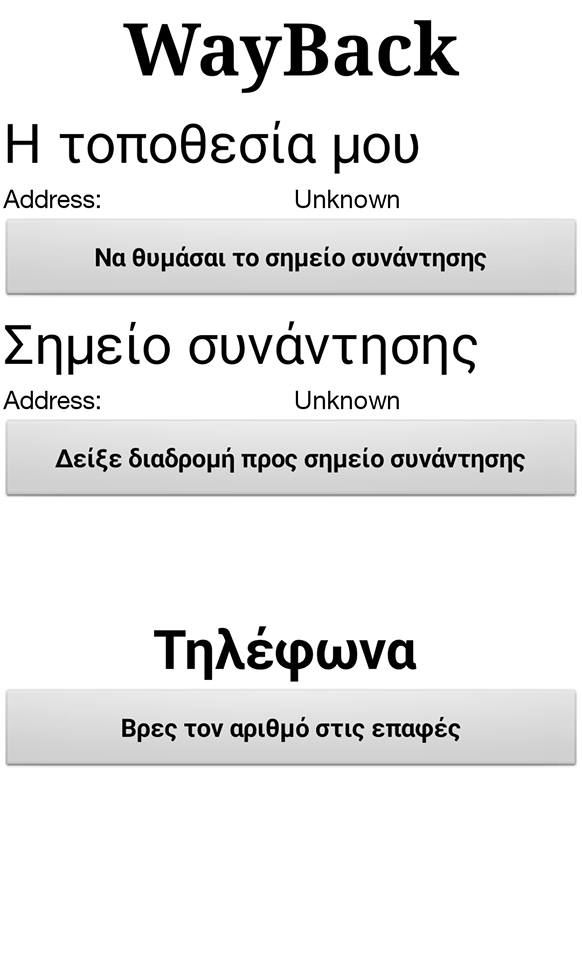 WayBack
Η τοποθεσία μου
Address: Unknown
Να θυμάσαι το σημείο συνάντησης
Σημείο συνάντησης
Address: Unknown
Δείξε διαδρομή προς σημείο συνάντησης
Τηλέφωνα
Βρες τον αριθμό στις επαφές